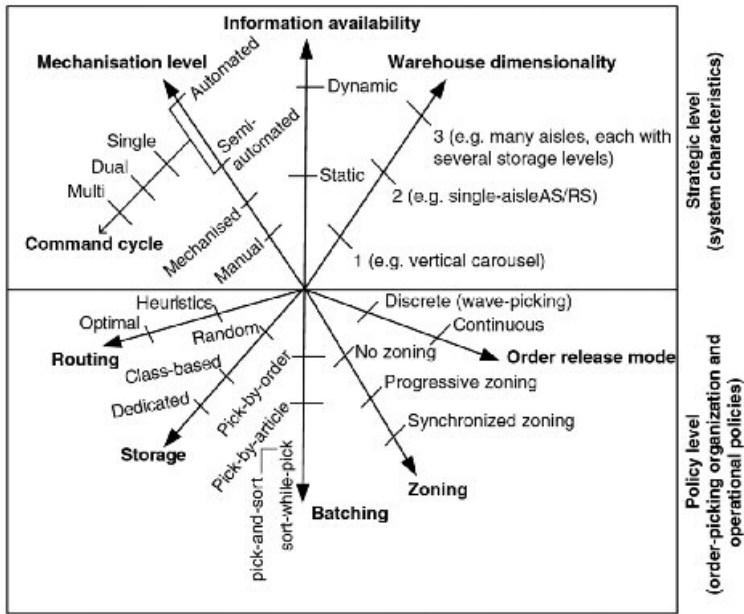 Information availability
Mechanisation level
Warehouse dimensionality
Automated
Dynamic
Single
Semi-
automated
3 (e.g. many aisles, each with
several storage levels)
Dual
Static
Multi
2 (e.g. single-aisleAS/RS)
Command cycle
Mechanised
Manual
1 (e.g. vertical carousel)
Strategic level
(system characteristics)
Heuristics
Discrete (wave-picking)
Optimal
Random
Continuous
Routing
No zoning
Order release mode
Class-based
Pick-by-order
Progressive zoning
Dedicated
Pick-by-article
Synchronized zoning
Storage
pick-and-sort
sort-while-pick
Zoning
Batching
Policy level
(order-picking organization and
operational policies)